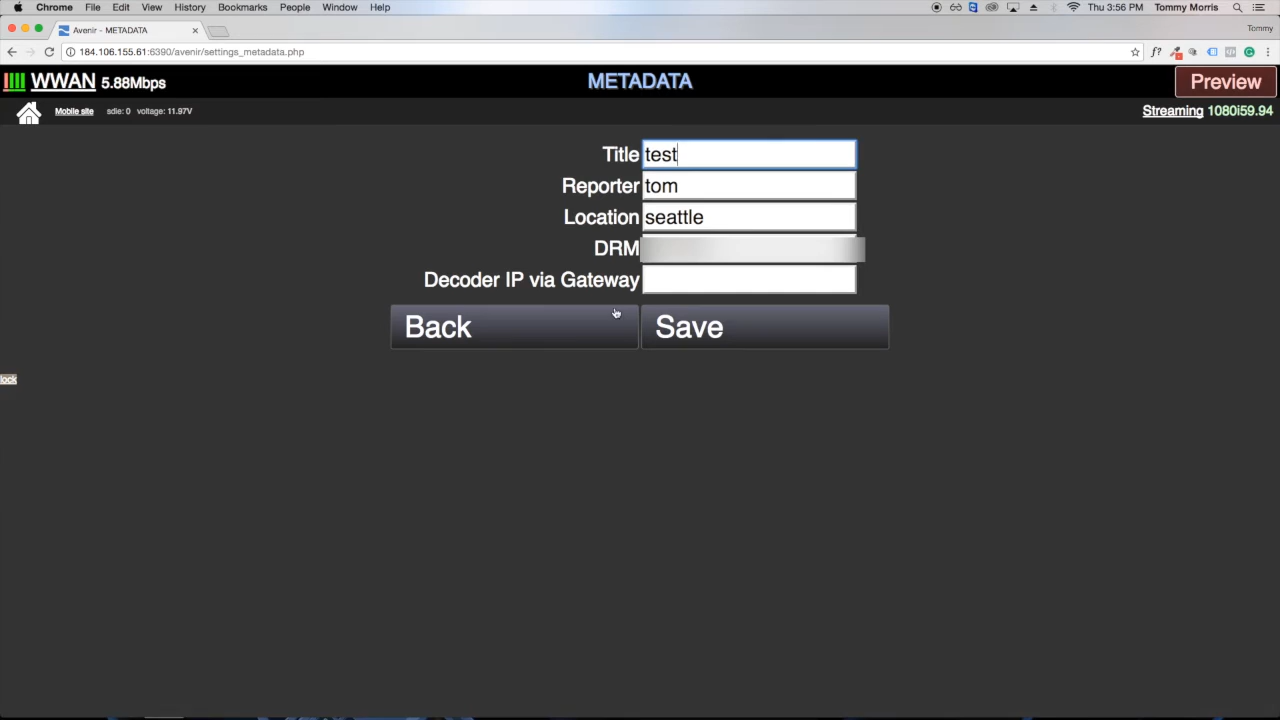 Chrome File Edit View History Bookmarks People Window Help Thu 3:56 PM Tommy Morris
Avenir - METADATA × Tommy
184.106.155.61:6390/avenir/settings_metadata.php f?
WWAN 5.88Mbps METADATA Preview
Mobile site sdie: 0 voltage: 11.97V Streaming 1080i59.94
Title test
Reporter tom
Location seattle
DRM
Decoder IP via Gateway
Back Save
lock